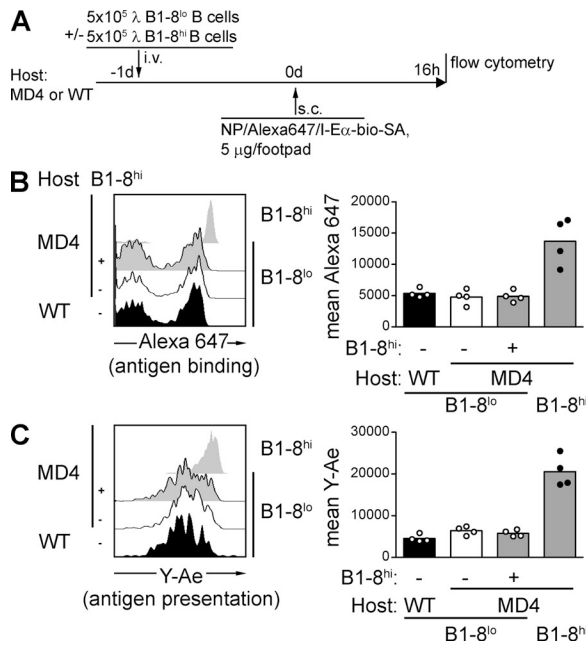 A
5x10⁵ λ B1-8ˡᵒ B cells
+/- 5x10⁵ λ B1-8ʰⁱ B cells
i.v.
Host:
MD4 or WT
-1d
0d
16h
flow cytometry
s.c.
NP/Alexa647/I-Eα-bio-SA,
5 μg/footpad
B
Host B1-8ʰⁱ
MD4
+
-
WT
-
B1-8ʰⁱ
B1-8ˡᵒ
Alexa 647
(antigen binding)
mean Alexa 647
20000
15000
10000
5000
0
B1-8ʰⁱ: - - +
Host: WT MD4
B1-8ˡᵒ B1-8ʰⁱ
C
MD4
+
-
WT
-
B1-8ʰⁱ
B1-8ˡᵒ
Y-Ae
(antigen presentation)
mean Y-Ae
30000
20000
10000
0
B1-8ʰⁱ: - - +
Host: WT MD4
B1-8ˡᵒ B1-8ʰⁱ